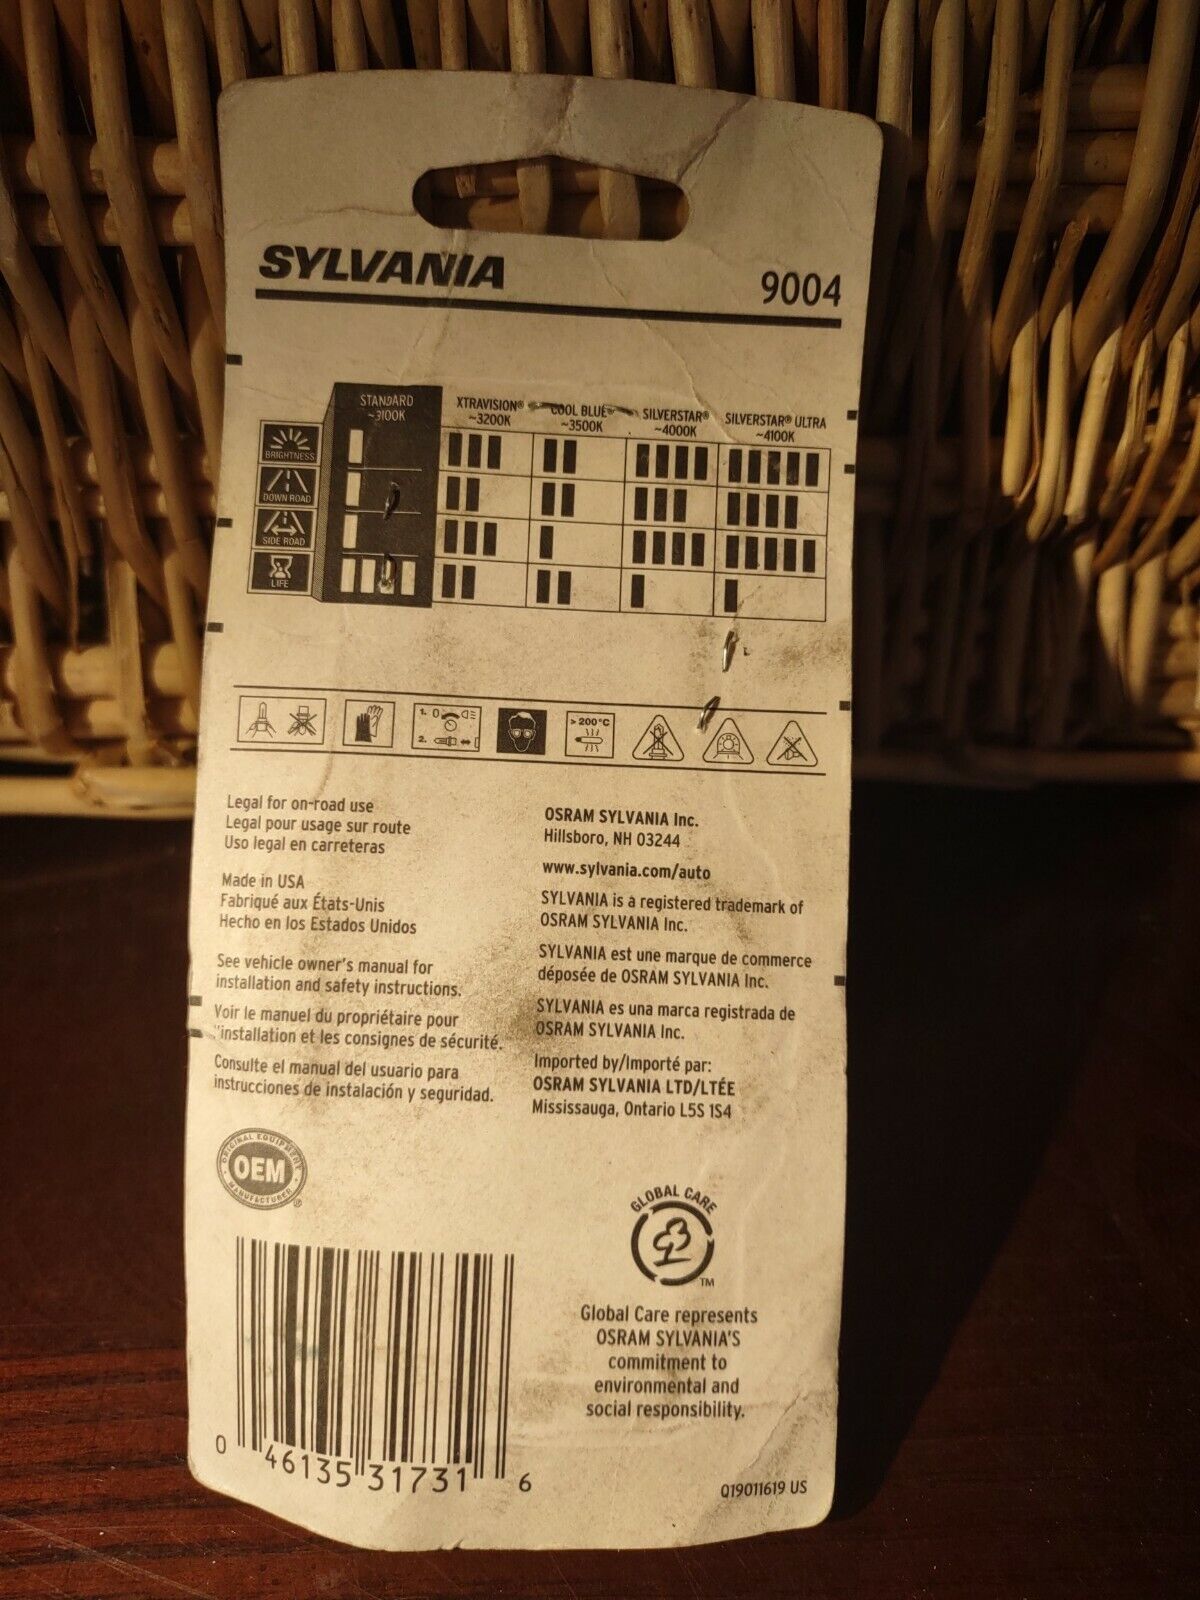 SYLVANIA
9004
STANDARD
~3100K
XTRAVISION®
~3200K
COOL BLUE®
~3500K
SILVERSTAR®
~4000K
SILVERSTAR® ULTRA
~4100K
BRIGHTNESS
DOWN ROAD
SIDE ROAD
LIFE
1. 0
2.
> 200°C
Legal for on-road use
Legal pour usage sur route
Uso legal en carreteras
Made in USA
Fabriqué aux États-Unis
Hecho en los Estados Unidos
See vehicle owner's manual for
installation and safety instructions.
Voir le manuel du propriétaire pour
l'installation et les consignes de sécurité.
Consulte el manual del usuario para
instrucciones de instalación y seguridad.
OSRAM SYLVANIA Inc.
Hillsboro, NH 03244
www.sylvania.com/auto
SYLVANIA is a registered trademark of
OSRAM SYLVANIA Inc.
SYLVANIA est une marque de commerce
déposée de OSRAM SYLVANIA Inc.
SYLVANIA es una marca registrada de
OSRAM SYLVANIA Inc.
Imported by/Importé par:
OSRAM SYLVANIA LTD/LTÉE
Mississauga, Ontario L5S 1S4
ORIGINAL EQUIPMENT
OEM
MANUFACTURER
®
GLOBAL CARE
TM
Global Care represents
OSRAM SYLVANIA'S
commitment to
environmental and
social responsibility.
0 46135 31731 6
Q19011619 US